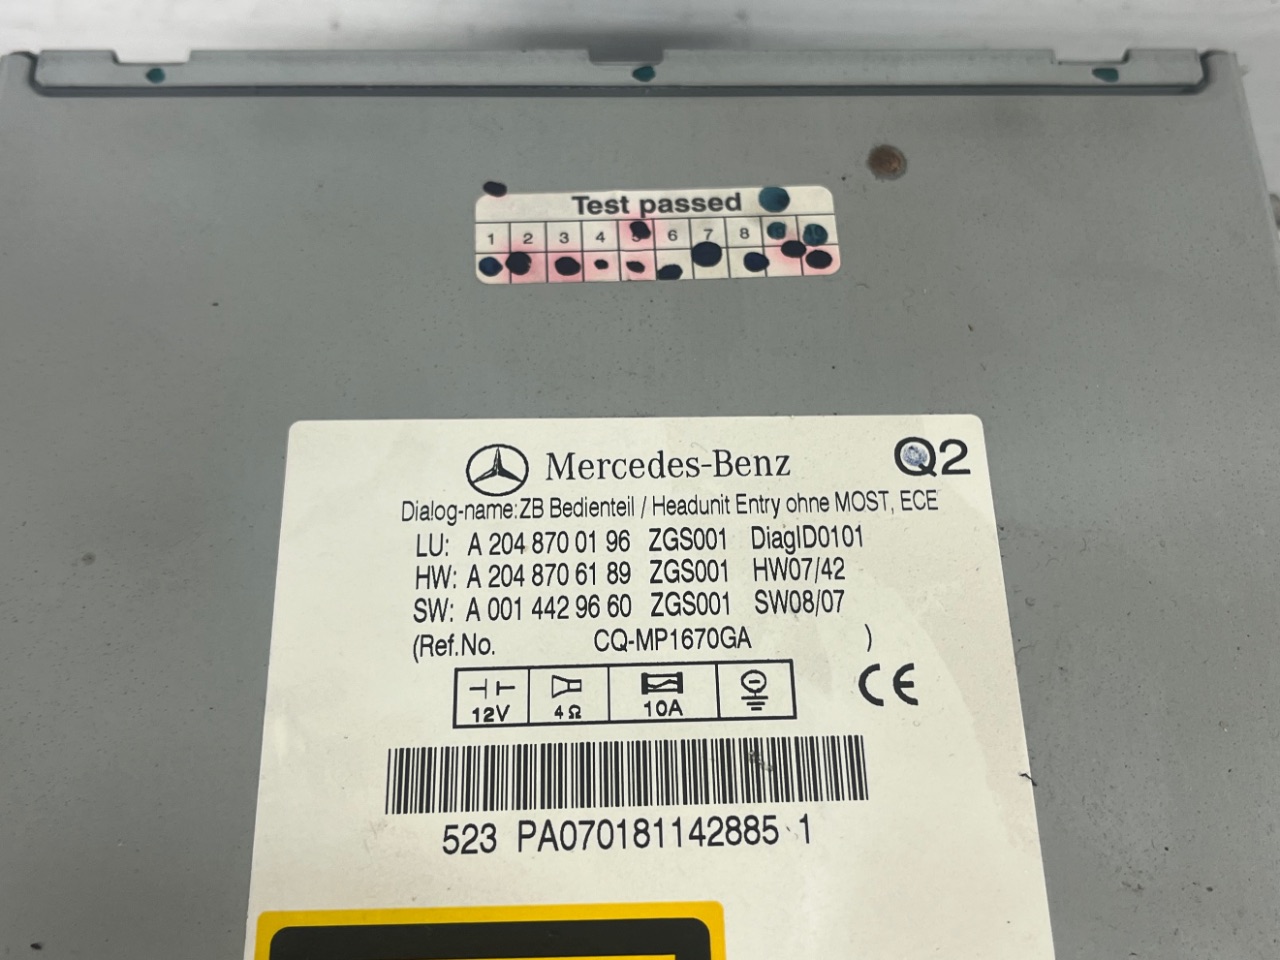 Test passed
1 2 3 4 5 6 7 8 10
Mercedes-Benz Q2
Dialog-name: ZB Bedienteil / Headunit Entry ohne MOST, ECE
LU: A 204 870 01 96 ZGS001 DiagID0101
HW: A 204 870 61 89 ZGS001 HW07/42
SW: A 001 442 96 60 ZGS001 SW08/07
(Ref.No. CQ-MP1670GA )
12V 4Ω 10A CE
523 PA070181142885 1